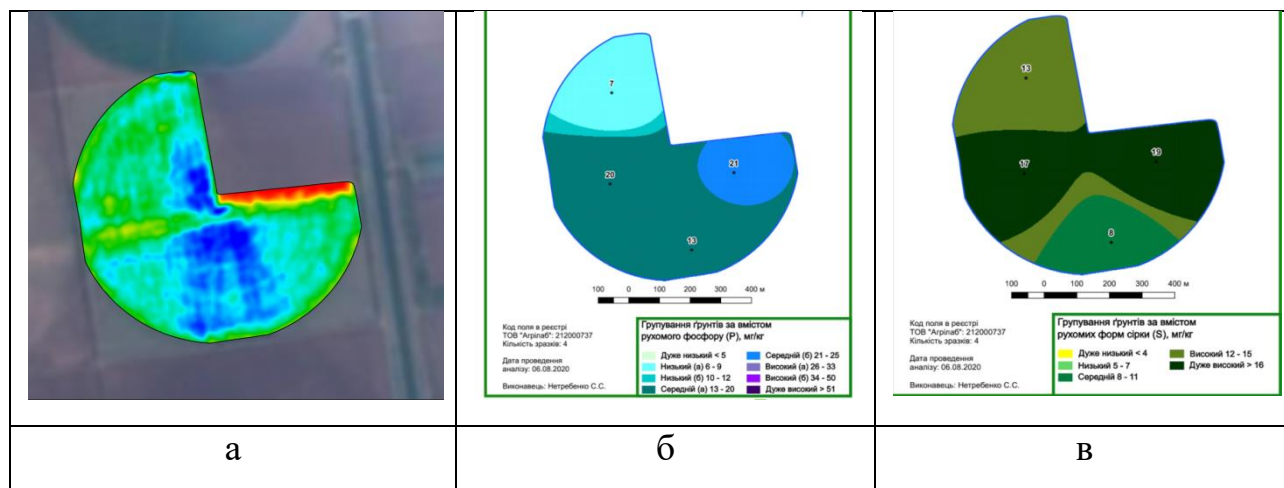 7
20
21
13
100 0 100 200 300 400 м
Код поля в реєстрі
ТОВ "Агрілаб": 212000737
Кількість зразків: 4
Дата проведення
аналізу: 06.08.2020
Виконавець: Нетребенко С.С.
Групування ґрунтів за вмістом
рухомого фосфору (P), мг/кг
Дуже низький < 5
Низький (а) 6 - 9
Низький (б) 10 - 12
Середній (а) 13 - 20
Середній (б) 21 - 25
Високий (а) 26 - 33
Високий (б) 34 - 50
Дуже високий > 51
13
17
19
8
100 0 100 200 300 400 м
Код поля в реєстрі
ТОВ "Агрілаб": 212000737
Кількість зразків: 4
Дата проведення
аналізу: 06.08.2020
Виконавець: Нетребенко С.С.
Групування ґрунтів за вмістом
рухомих форм сірки (S), мг/кг
Дуже низький < 4
Низький 5 - 7
Середній 8 - 11
Високий 12 - 15
Дуже високий > 16
а
б
в